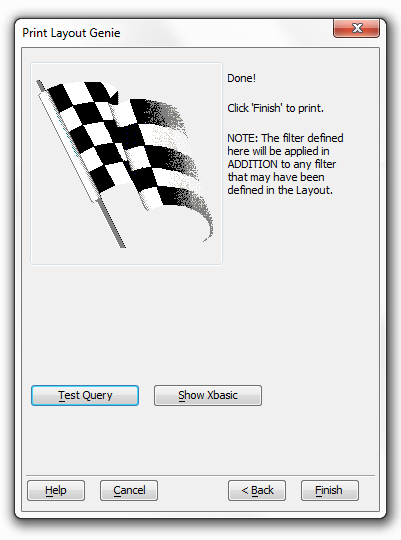 Print Layout Genie
Done!
Click 'Finish' to print.
NOTE: The filter defined
here will be applied in
ADDITION to any filter
that may have been
defined in the Layout.
Test Query
Show Xbasic
Help
Cancel
< Back
Finish